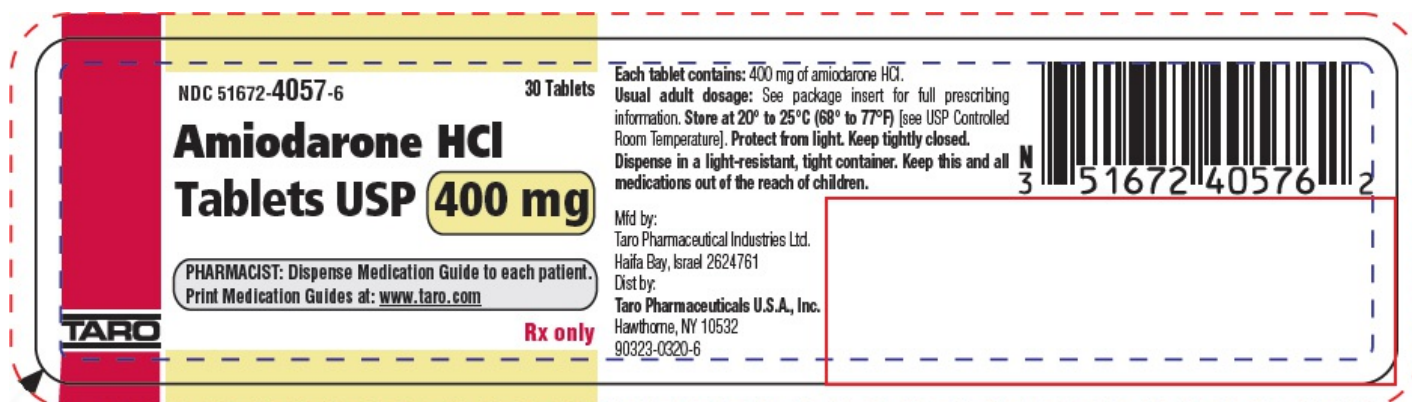 NDC 51672-4057-6
30 Tablets
Amiodarone HCl
Tablets USP 400 mg
PHARMACIST: Dispense Medication Guide to each patient.
Print Medication Guides at: www.taro.com
TARO
Rx only
Each tablet contains: 400 mg of amiodarone HCl.
Usual adult dosage: See package insert for full prescribing
information. Store at 20° to 25°C (68° to 77°F) [see USP Controlled
Room Temperature]. Protect from light. Keep tightly closed.
Dispense in a light-resistant, tight container. Keep this and all
medications out of the reach of children.
Mfd by:
Taro Pharmaceutical Industries Ltd.
Haifa Bay, Israel 2624761
Dist by:
Taro Pharmaceuticals U.S.A., Inc.
Hawthorne, NY 10532
90323-0320-6
N
3 51672 40576 2